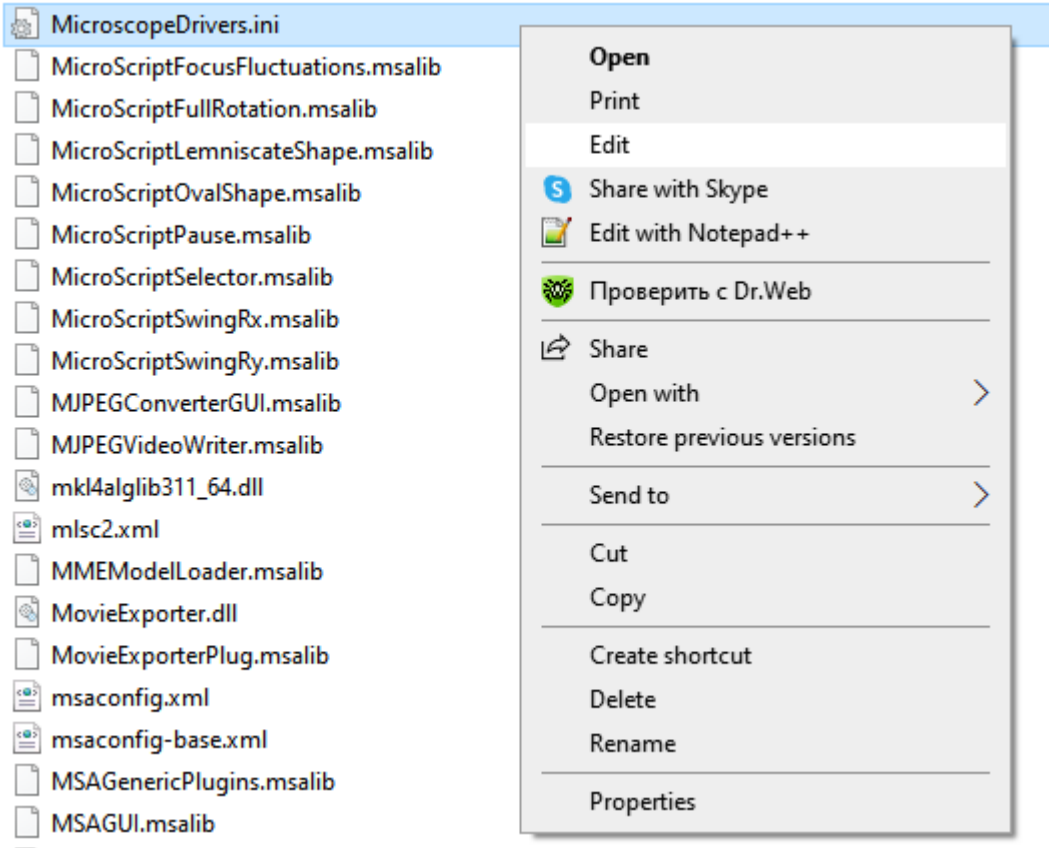 MicroscopeDrivers.ini
MicroScriptFocusFluctuations.msalib
MicroScriptFullRotation.msalib
MicroScriptLemniscateShape.msalib
MicroScriptOvalShape.msalib
MicroScriptPause.msalib
MicroScriptSelector.msalib
MicroScriptSwingRx.msalib
MicroScriptSwingRy.msalib
MJPEGConverterGUI.msalib
MJPEGVideoWriter.msalib
mkl4alglib311_64.dll
mlsc2.xml
MMEModelLoader.msalib
MovieExporter.dll
MovieExporterPlug.msalib
msaconfig.xml
msaconfig-base.xml
MSAGenericPlugins.msalib
MSAGUI.msalib
Open
Print
Edit
Share with Skype
Edit with Notepad++
Проверить с Dr.Web
Share
Open with
Restore previous versions
Send to
Cut
Copy
Create shortcut
Delete
Rename
Properties